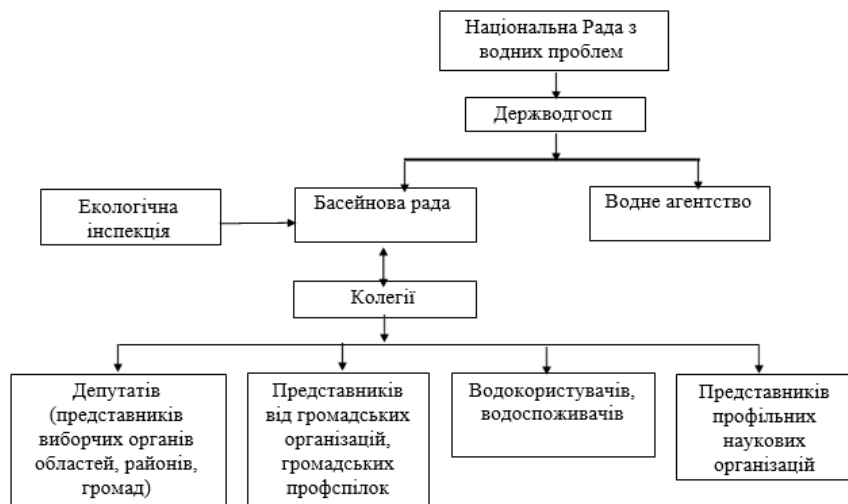 Національна Рада з
водних проблем
Держводгосп
Екологічна
інспекція
Басейнова рада
Водне агентство
Колегії
Депутатів
(представників
виборчих органів
областей, районів,
громад)
Представників
від громадських
організацій,
громадських
профспілок
Водокористувачів,
водоспоживачів
Представників
профільних
наукових
організацій